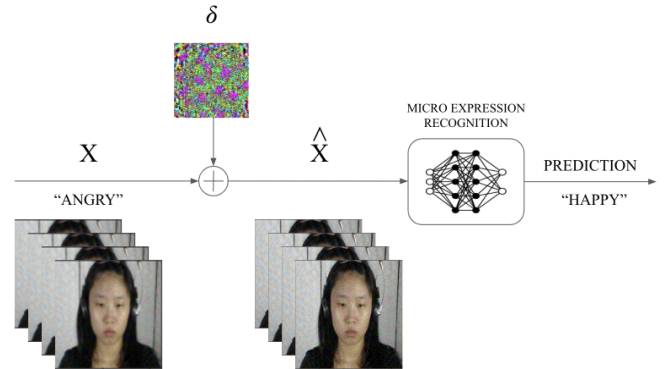 δ
MICRO EXPRESSION
RECOGNITION
X
X̂
PREDICTION
“ANGRY”
“HAPPY”